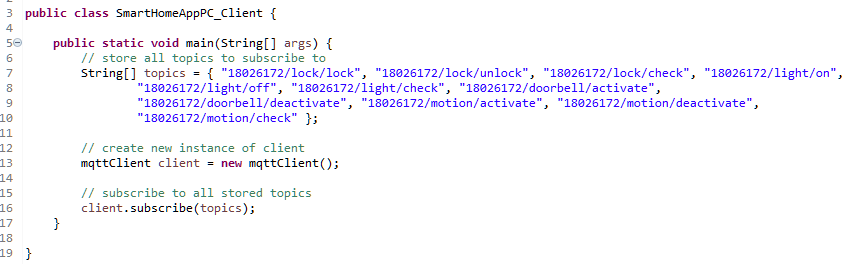 3 public class SmartHomeAppPC_Client {
4
5 public static void main(String[] args) {
6 // store all topics to subscribe to
7 String[] topics = { "18026172/lock/lock", "18026172/lock/unlock", "18026172/lock/check", "18026172/light/on",
8 "18026172/light/off", "18026172/light/check", "18026172/doorbell/activate",
9 "18026172/doorbell/deactivate", "18026172/motion/activate", "18026172/motion/deactivate",
10 "18026172/motion/check" };
11
12 // create new instance of client
13 mqttClient client = new mqttClient();
14
15 // subscribe to all stored topics
16 client.subscribe(topics);
17 }
18
19 }